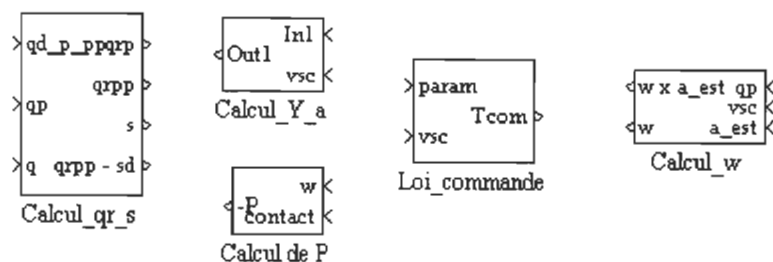 qd_p_ppqrp
qrpp
qp
s
q qrpp - sd
Calcul_qr_s
In1
Out1
vsc
Calcul_Y_a
w
-P
contact
Calcul de P
param
Tcom
vsc
Loi_commande
w x a_est qp
vsc
w a_est
Calcul_w